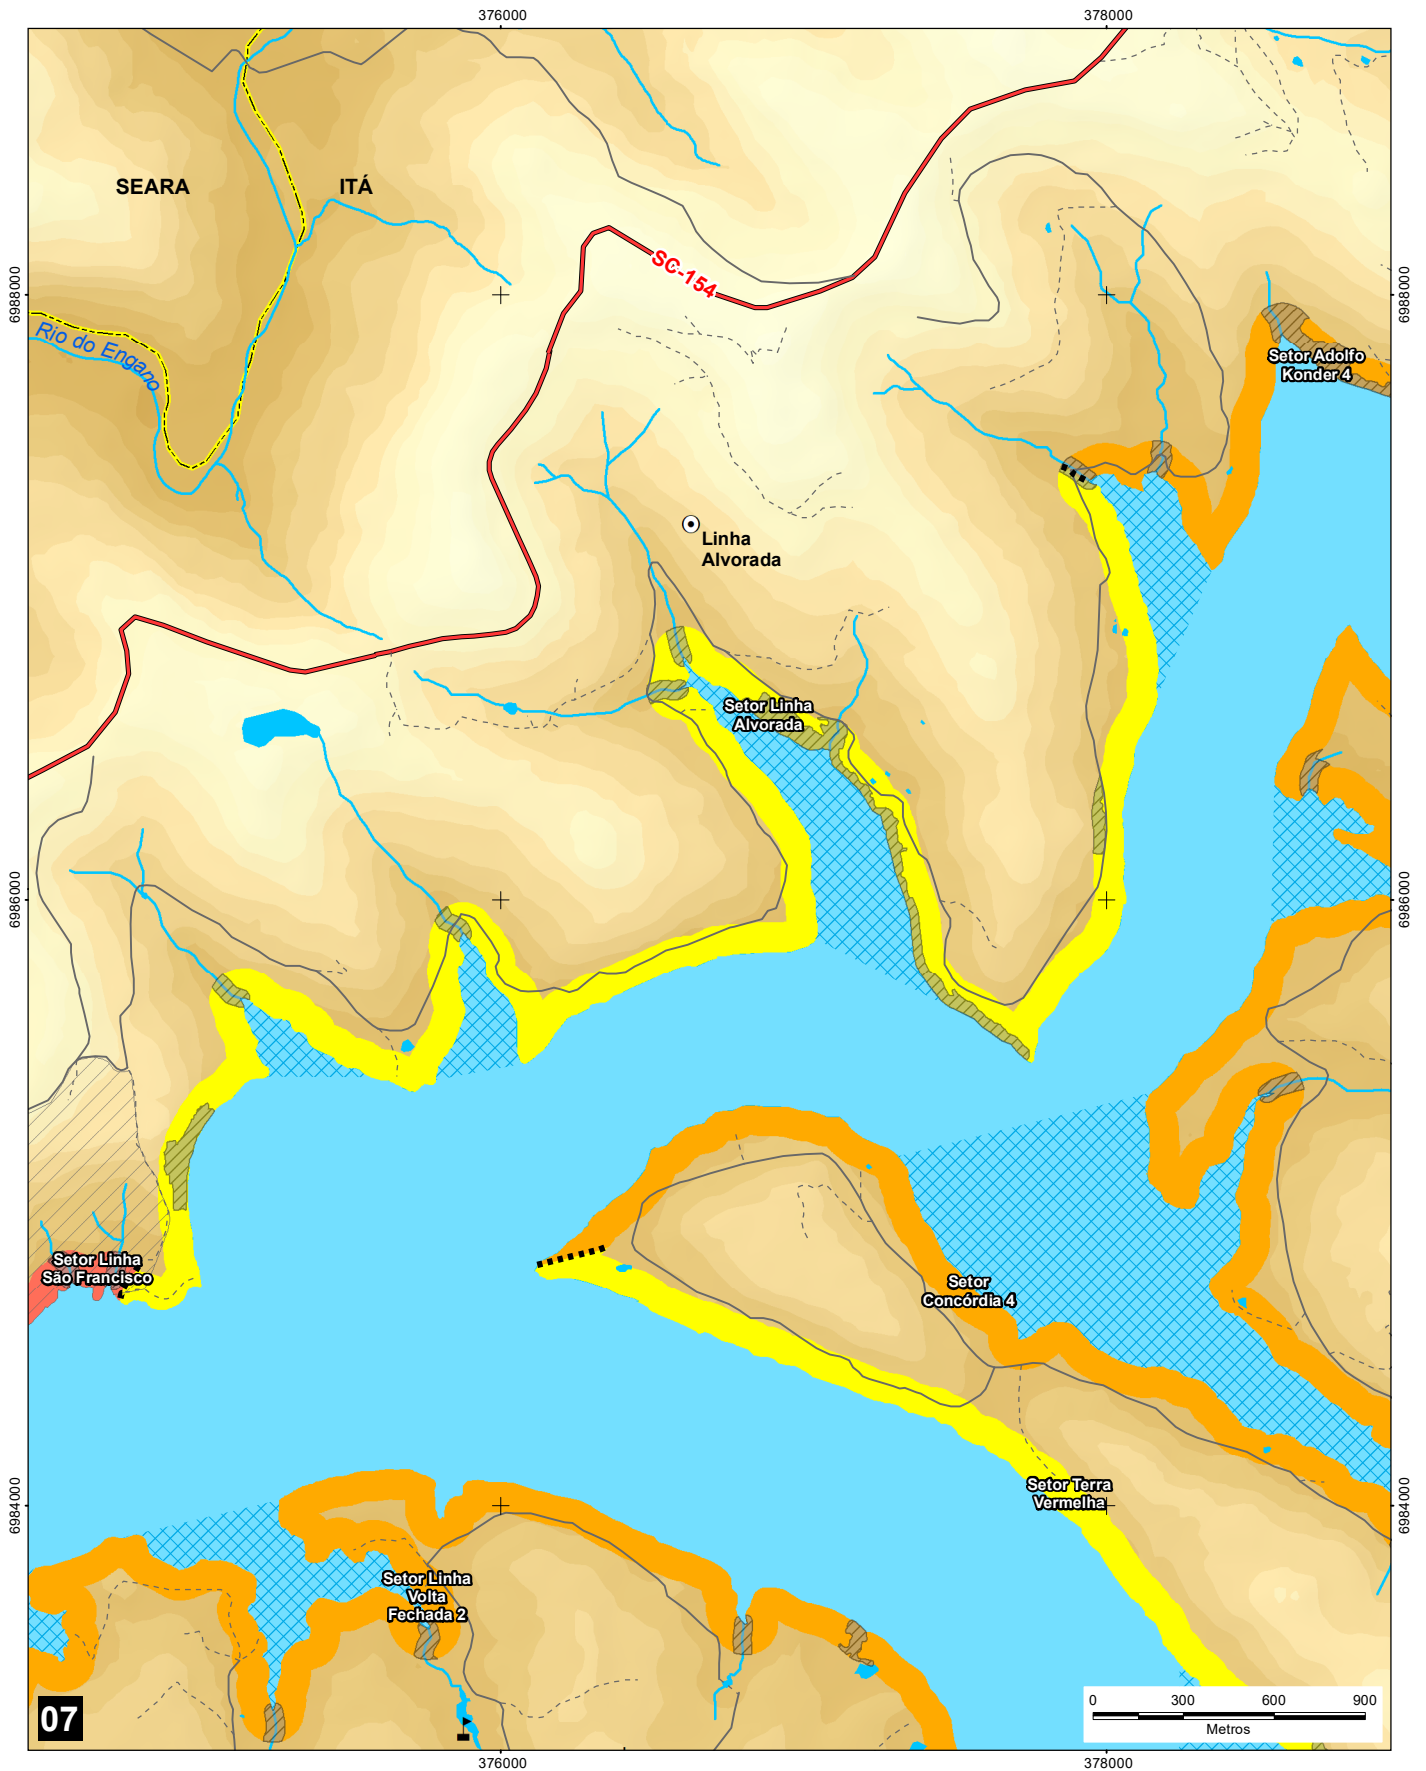 376000
378000
SEARA
ITÁ
SC-154
6988000
6988000
Rio do Engano
Setor Adolfo
Konder 4
Linha
Alvorada
Setor Linha
Alvorada
6986000
6986000
Setor Linha
São Francisco
Setor
Concórdia 4
Setor Terra
Vermelha
6984000
6984000
Setor Linha
Volta
Fechada 2
07
0 300 600 900
Metros
376000
378000